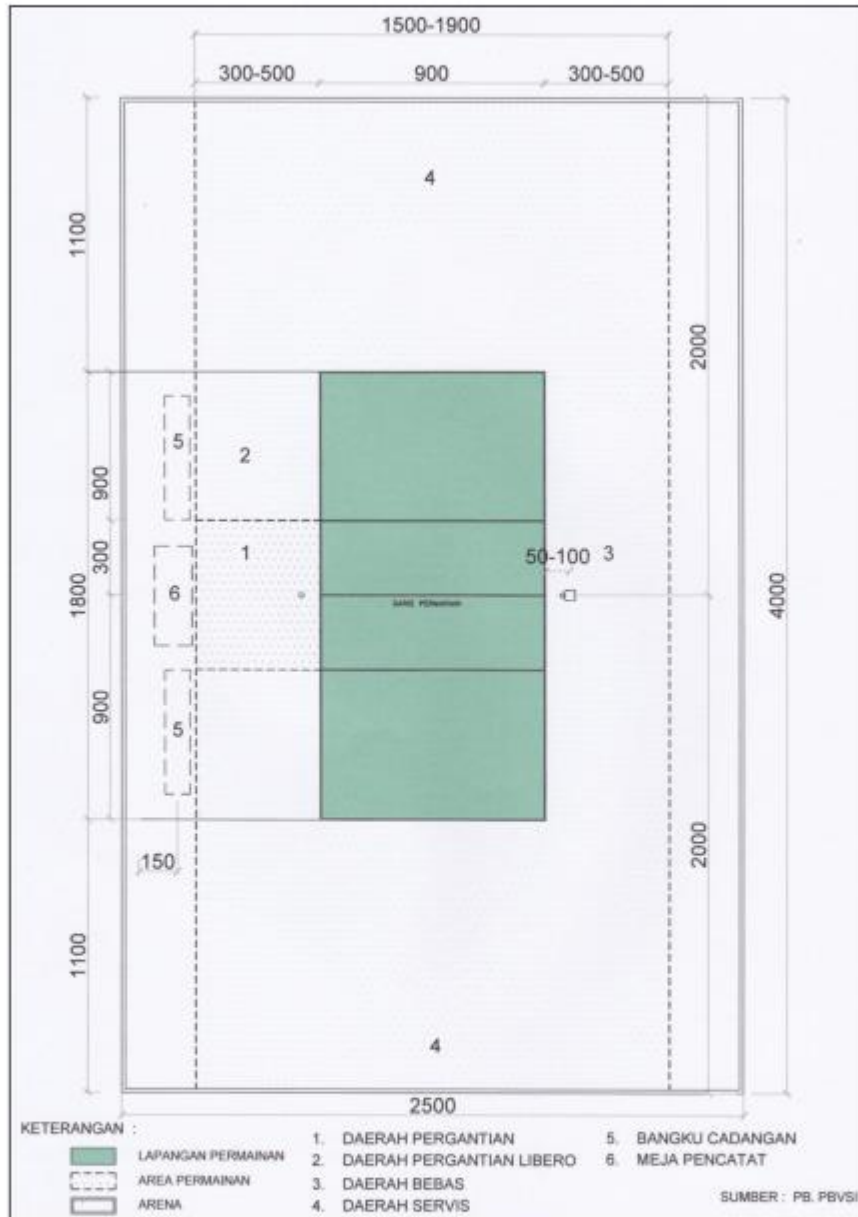 1500-1900
300-500
900
300-500
4
1100
2000
5
2
900
1
300
50-100
3
6
1800
4000
GARIS PERMAINAN
5
900
150
2000
1100
4
2500
KETERANGAN :
LAPANGAN PERMAINAN
AREA PERMAINAN
ARENA
1. DAERAH PERGANTIAN
2. DAERAH PERGANTIAN LIBERO
3. DAERAH BEBAS
4. DAERAH SERVIS
5. BANGKU CADANGAN
6. MEJA PENCATAT
SUMBER : PB. PBVSI